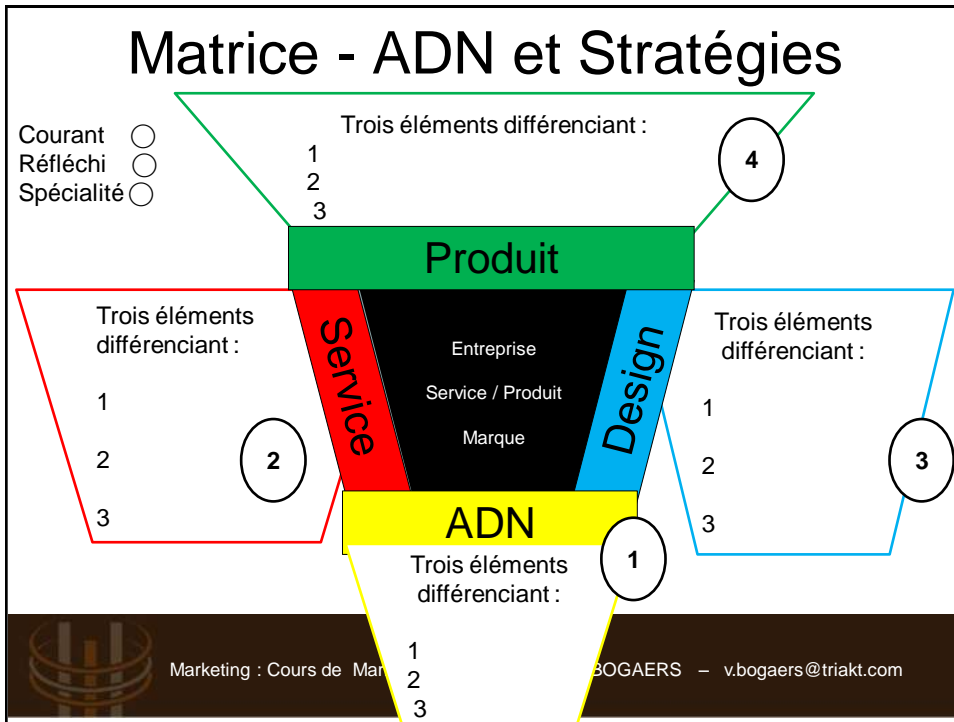 Matrice - ADN et Stratégies
Courant
Réfléchi
Spécialité
Trois éléments différenciant :
1
2
3
4
Produit
Trois éléments
différenciant :
1
2
3
2
Service
Entreprise
Service / Produit
Marque
Design
Trois éléments
différenciant :
1
2
3
3
ADN
1
Trois éléments
différenciant :
1
2
3
Marketing : Cours de Mar BOGAERS – v.bogaers@triakt.com